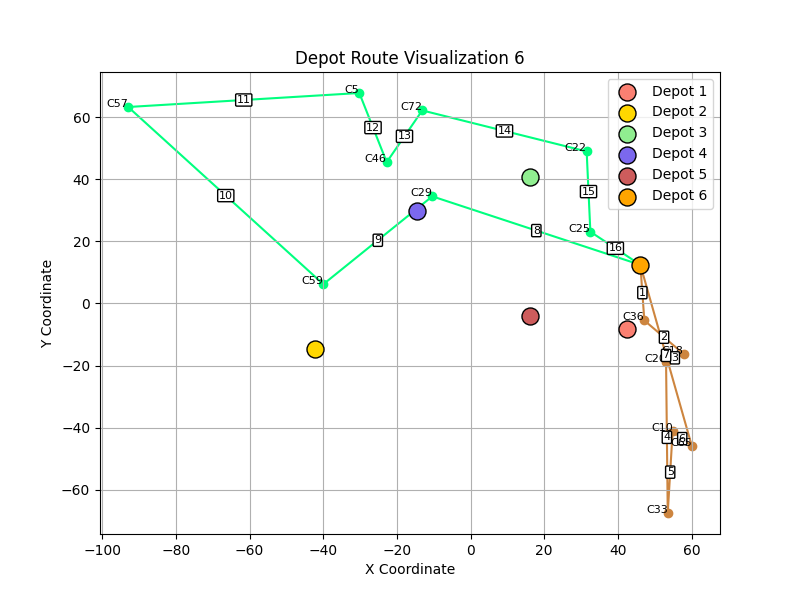 Depot Route Visualization 6
Depot 1
Depot 2
Depot 3
Depot 4
Depot 5
Depot 6
C57
11
C5
C72
12
13
14
C46
C22
10
C29
15
8
9
C25
16
C59
1
C36
2
C18
7
3
C10
4
6
5
C33
Y Coordinate
60
40
20
0
−20
−40
−60
−100
−80
−60
−40
−20
0
20
40
60
X Coordinate